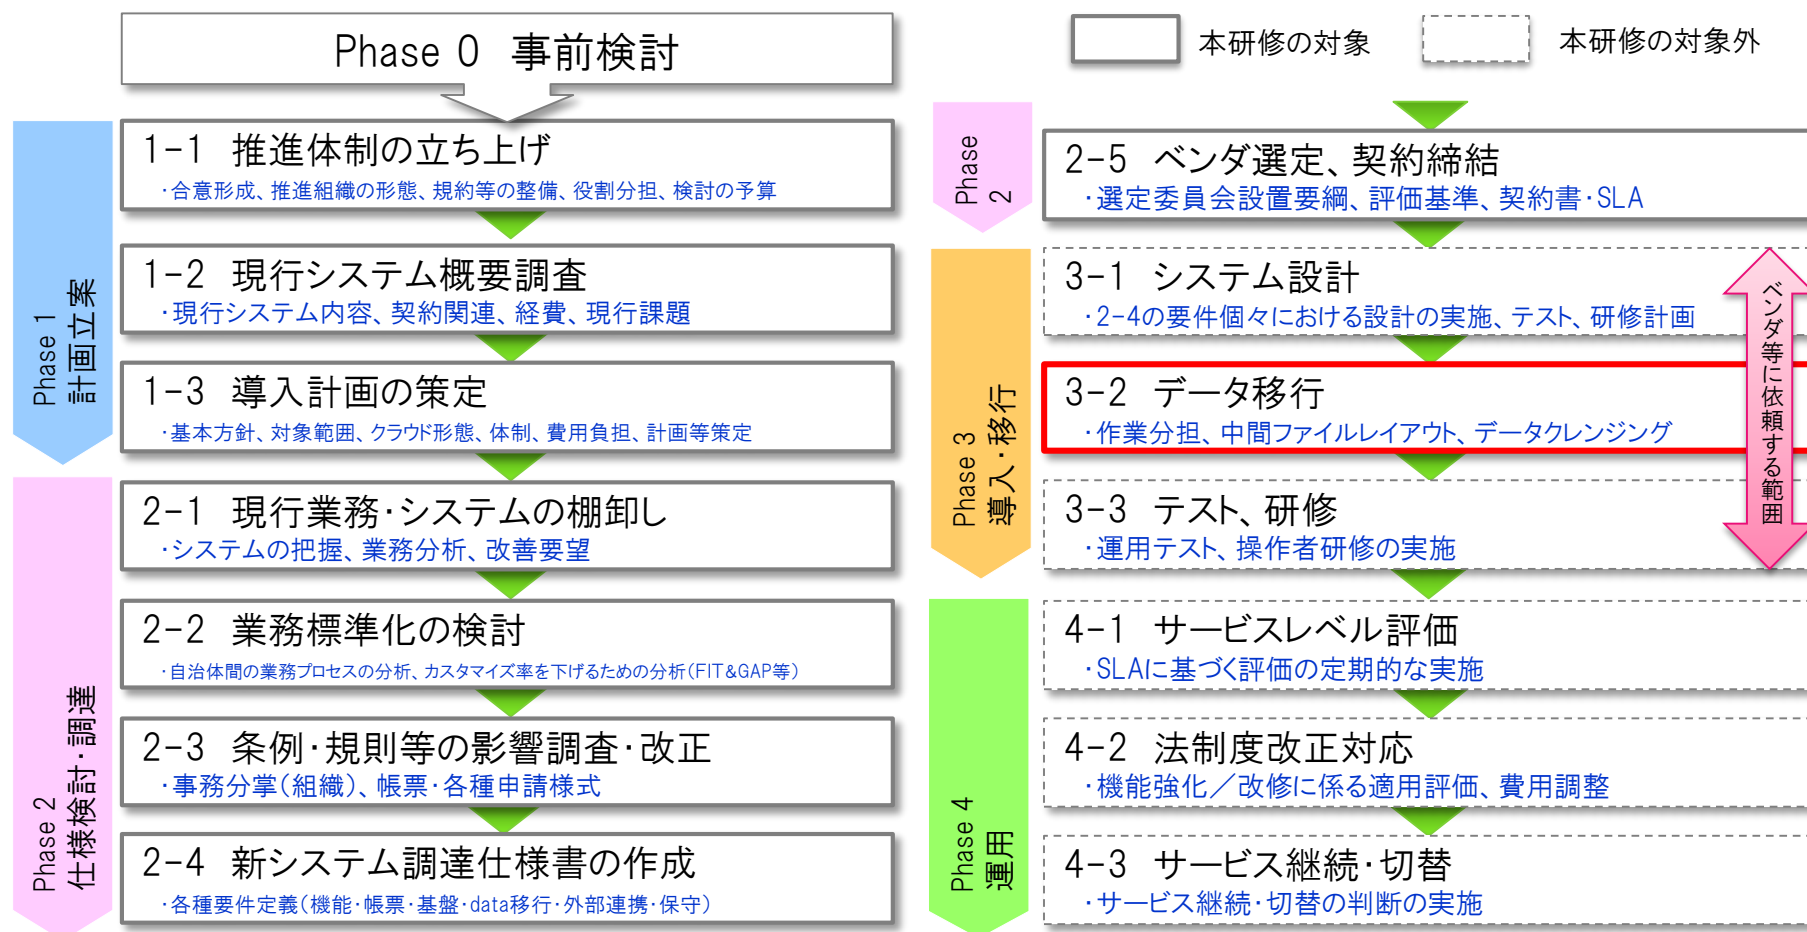 Phase 0 事前検討
本研修の対象
本研修の対象外
Phase 1
計画立案
1-1 推進体制の立ち上げ
・合意形成、推進組織の形態、規約等の整備、役割分担、検討の予算
1-2 現行システム概要調査
・現行システム内容、契約関連、経費、現行課題
1-3 導入計画の策定
・基本方針、対象範囲、クラウド形態、体制、費用負担、計画等策定
Phase 2
仕様検討・調達
2-1 現行業務・システムの棚卸し
・システムの把握、業務分析、改善要望
2-2 業務標準化の検討
・自治体間の業務プロセスの分析、カスタマイズ率を下げるための分析(FIT&GAP等)
2-3 条例・規則等の影響調査・改正
・事務分掌(組織)、帳票・各種申請様式
2-4 新システム調達仕様書の作成
・各種要件定義(機能・帳票・基盤・data移行・外部連携・保守)
Phase
2
2-5 ベンダ選定、契約締結
・選定委員会設置要綱、評価基準、契約書・SLA
Phase 3
導入・移行
3-1 システム設計
・2-4の要件個々における設計の実施、テスト、研修計画
3-2 データ移行
・作業分担、中間ファイルレイアウト、データクレンジング
3-3 テスト、研修
・運用テスト、操作者研修の実施
ベンダ等に依頼する範囲
Phase 4
運用
4-1 サービスレベル評価
・SLAに基づく評価の定期的な実施
4-2 法制度改正対応
・機能強化／改修に係る適用評価、費用調整
4-3 サービス継続・切替
・サービス継続・切替の判断の実施